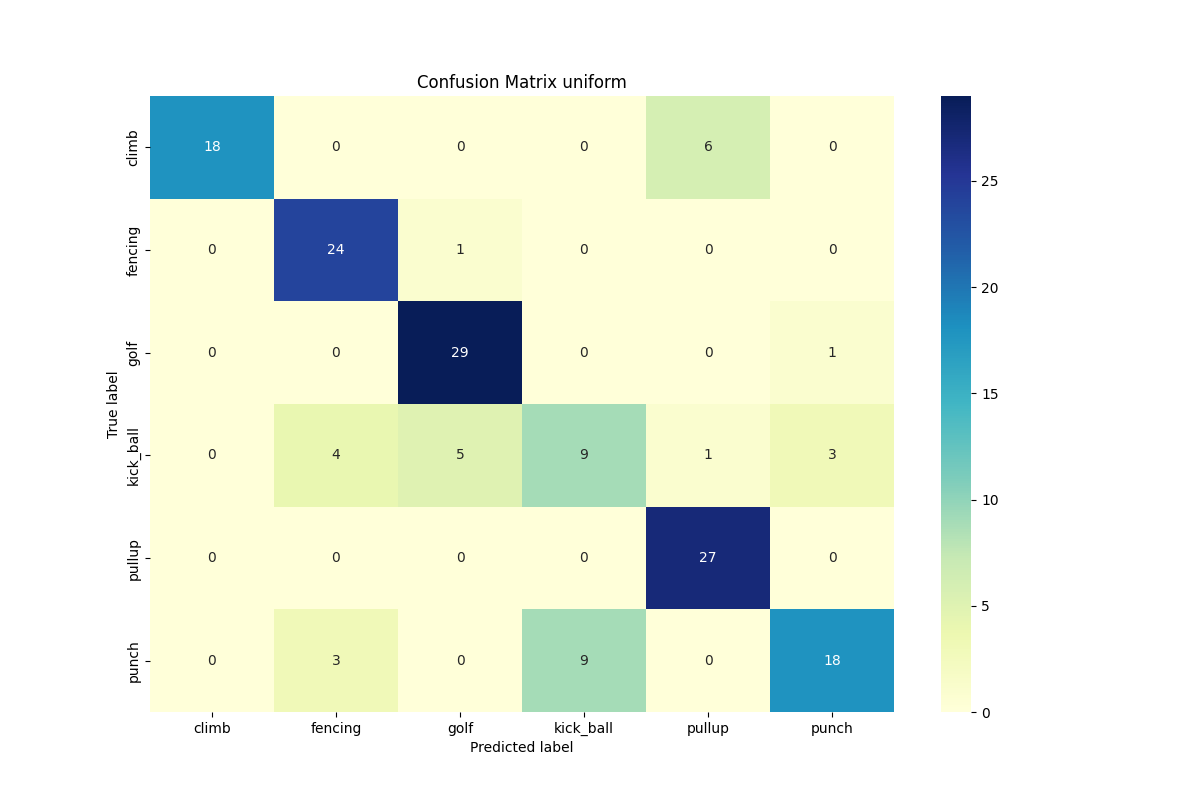 Confusion Matrix uniform
True label
climb 18 0 0 0 6 0
fencing 0 24 1 0 0 0
golf 0 0 29 0 0 1
kick_ball 0 4 5 9 1 3
pullup 0 0 0 0 27 0
punch 0 3 0 9 0 18
climb fencing golf kick_ball pullup punch
Predicted label
25
20
15
10
5
0